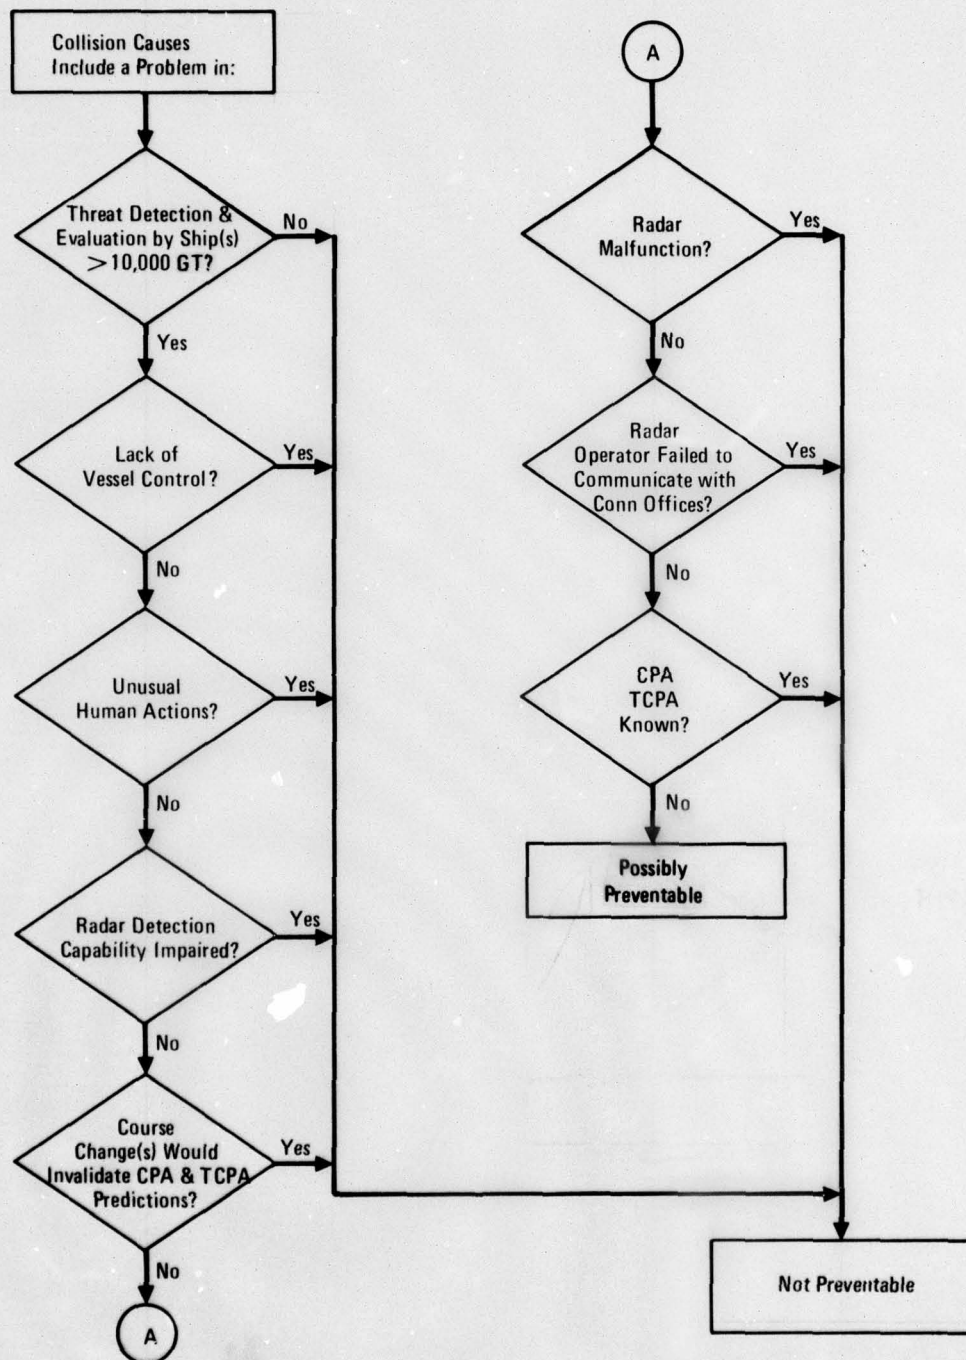 Collision Causes
Include a Problem in:
Threat Detection &
Evaluation by Ship(s)
>10,000 GT?
No
Yes
Lack of
Vessel Control?
Yes
No
Unusual
Human Actions?
Yes
No
Radar Detection
Capability Impaired?
Yes
No
Course
Change(s) Would
Invalidate CPA & TCPA
Predictions?
Yes
No
A
A
Radar
Malfunction?
Yes
No
Radar
Operator Failed to
Communicate with
Conn Offices?
Yes
No
CPA
TCPA
Known?
Yes
No
Possibly
Preventable
Not Preventable